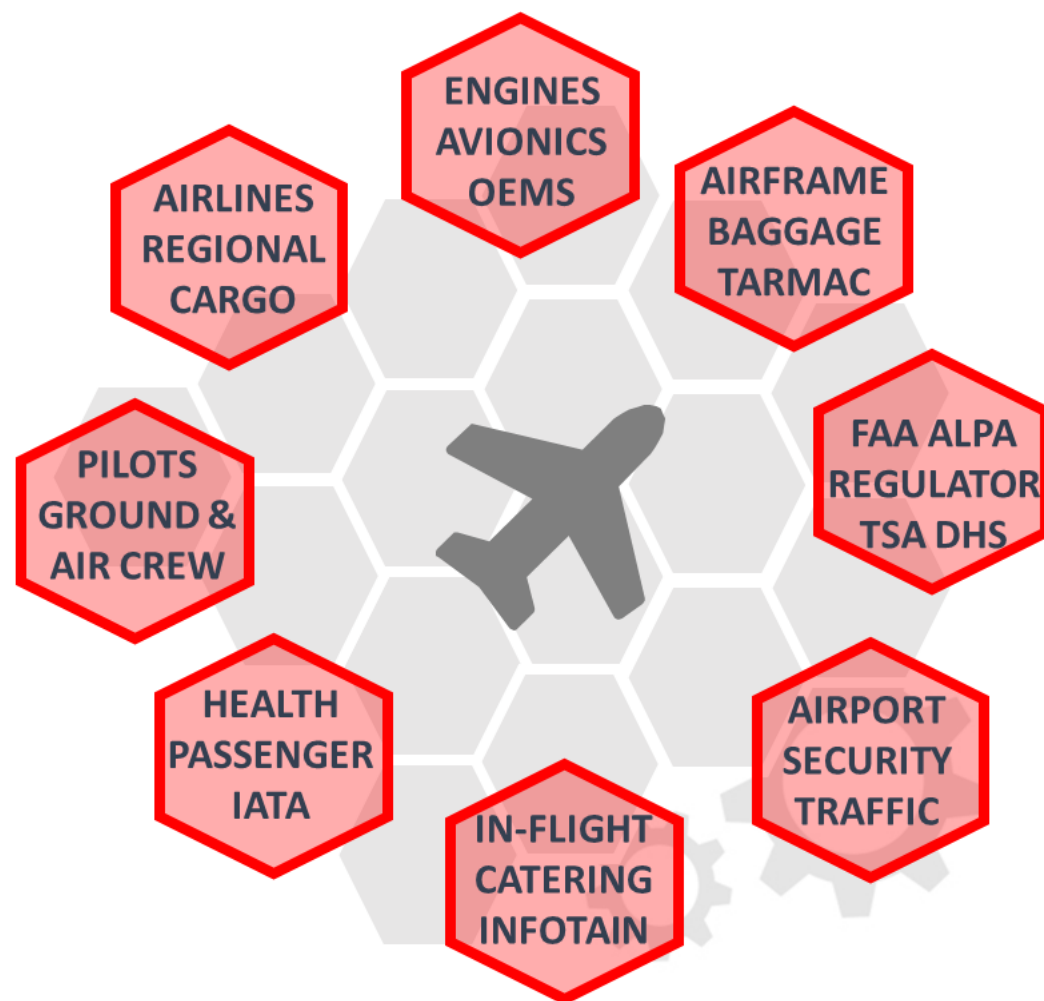 ENGINES
AVIONICS
OEMS
AIRFRAME
BAGGAGE
TARMAC
FAA ALPA
REGULATOR
TSA DHS
AIRPORT
SECURITY
TRAFFIC
IN-FLIGHT
CATERING
INFOTAIN
HEALTH
PASSENGER
IATA
PILOTS
GROUND &
AIR CREW
AIRLINES
REGIONAL
CARGO